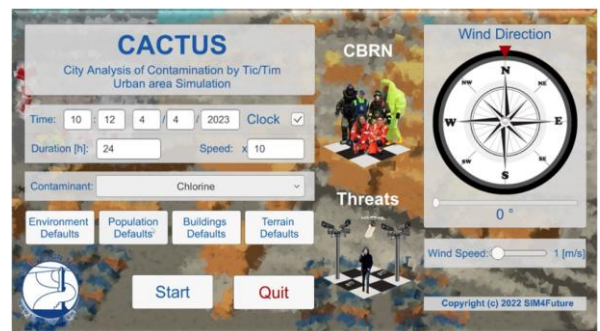 CACTUS
City Analysis of Contamination by Tic/Tim
Urban area Simulation
Time: 10 : 12 4 / 4 / 2023 Clock
Duration [h]: 24 Speed: x 10
Contaminant: Chlorine
Environment Defaults
Population Defaults
Buildings Defaults
Terrain Defaults
Start Quit
CBRN
Threats
Wind Direction
N
NW NE
W E
SW SE
S
0 °
Wind Speed: 1 [m/s]
Copyright (c) 2022 SIM4Future